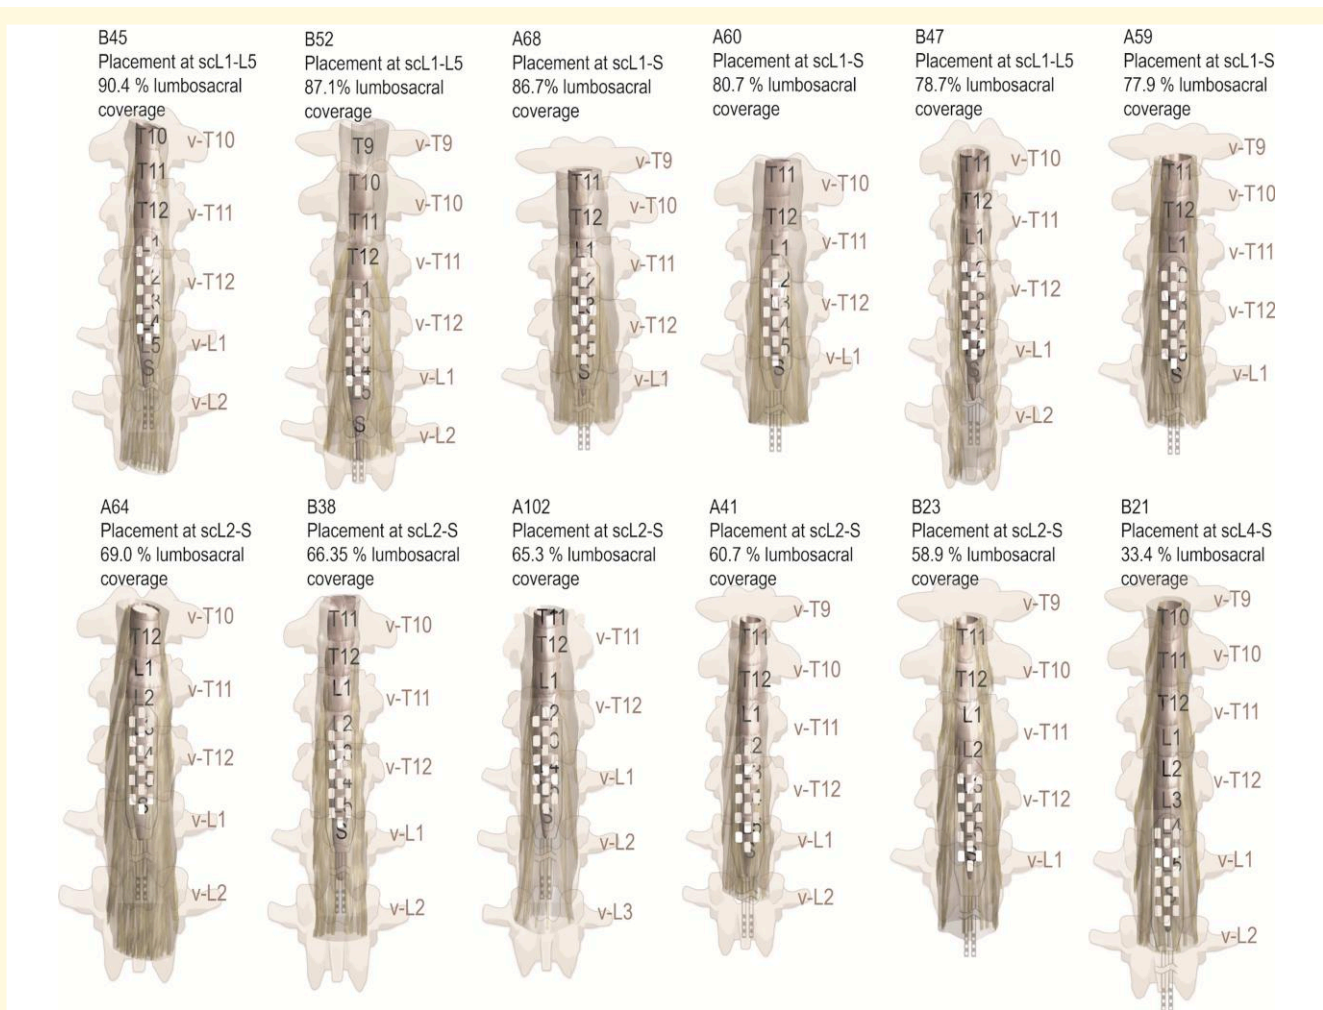 B45
Placement at scL1-L5
90.4 % lumbosacral
coverage
T10
T11
T12
L1
2
3
4
L5
S
v-T10
v-T11
v-T12
v-L1
v-L2
B52
Placement at scL1-L5
87.1% lumbosacral
coverage
T9
T10
T11
T12
S
v-T9
v-T10
v-T11
v-T12
v-L1
v-L2
A68
Placement at scL1-S
86.7% lumbosacral
coverage
T11
T12
L1
S
v-T9
v-T10
v-T11
v-T12
v-L1
A60
Placement at scL1-S
80.7 % lumbosacral
coverage
T11
T12
L1
S
v-T10
v-T11
v-T12
v-L1
B47
Placement at scL1-L5
78.7% lumbosacral
coverage
T11
T12
L1
S
v-T10
v-T11
v-T12
v-L1
v-L2
A59
Placement at scL1-S
77.9 % lumbosacral
coverage
T11
T12
L1
S
v-T9
v-T10
v-T11
v-T12
v-L1
A64
Placement at scL2-S
69.0 % lumbosacral
coverage
T12
L1
L2
v-T10
v-T11
v-T12
v-L1
v-L2
B38
Placement at scL2-S
66.35 % lumbosacral
coverage
T11
T12
L1
L2
S
v-T10
v-T11
v-T12
v-L1
v-L2
A102
Placement at scL2-S
65.3 % lumbosacral
coverage
T11
T12
L1
S
v-T11
v-T12
v-L1
v-L2
v-L3
A41
Placement at scL2-S
60.7 % lumbosacral
coverage
T11
T12
L1
S
v-T9
v-T10
v-T11
v-T12
v-L1
v-L2
B23
Placement at scL2-S
58.9 % lumbosacral
coverage
T11
T12
L1
L2
S
v-T9
v-T10
v-T11
v-T12
v-L1
B21
Placement at scL4-S
33.4 % lumbosacral
coverage
T10
T11
T12
L1
L2
L3
v-T9
v-T10
v-T11
v-T12
v-L1
v-L2